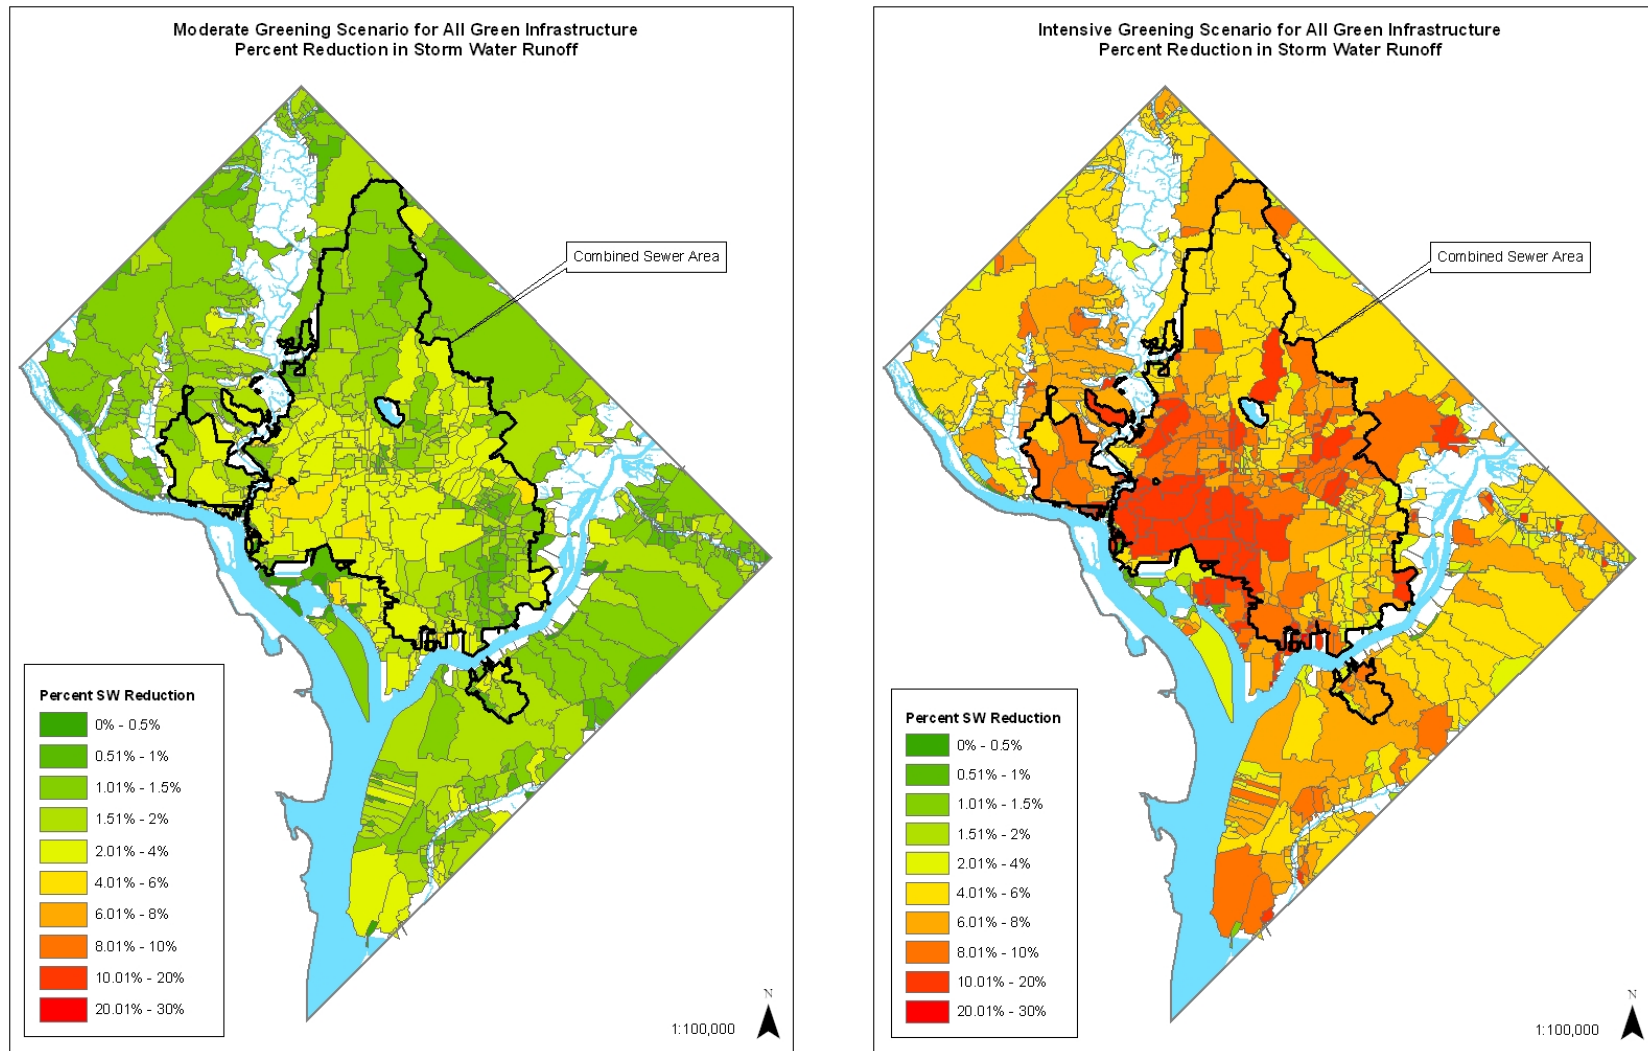 Moderate Greening Scenario for All Green Infrastructure
Percent Reduction in Storm Water Runoff
Combined Sewer Area
Percent SW Reduction
0% - 0.5%
0.51% - 1%
1.01% - 1.5%
1.51% - 2%
2.01% - 4%
4.01% - 6%
6.01% - 8%
8.01% - 10%
10.01% - 20%
20.01% - 30%
N
1:100,000
Intensive Greening Scenario for All Green Infrastructure
Percent Reduction in Storm Water Runoff
Combined Sewer Area
Percent SW Reduction
0% - 0.5%
0.51% - 1%
1.01% - 1.5%
1.51% - 2%
2.01% - 4%
4.01% - 6%
6.01% - 8%
8.01% - 10%
10.01% - 20%
20.01% - 30%
N
1:100,000